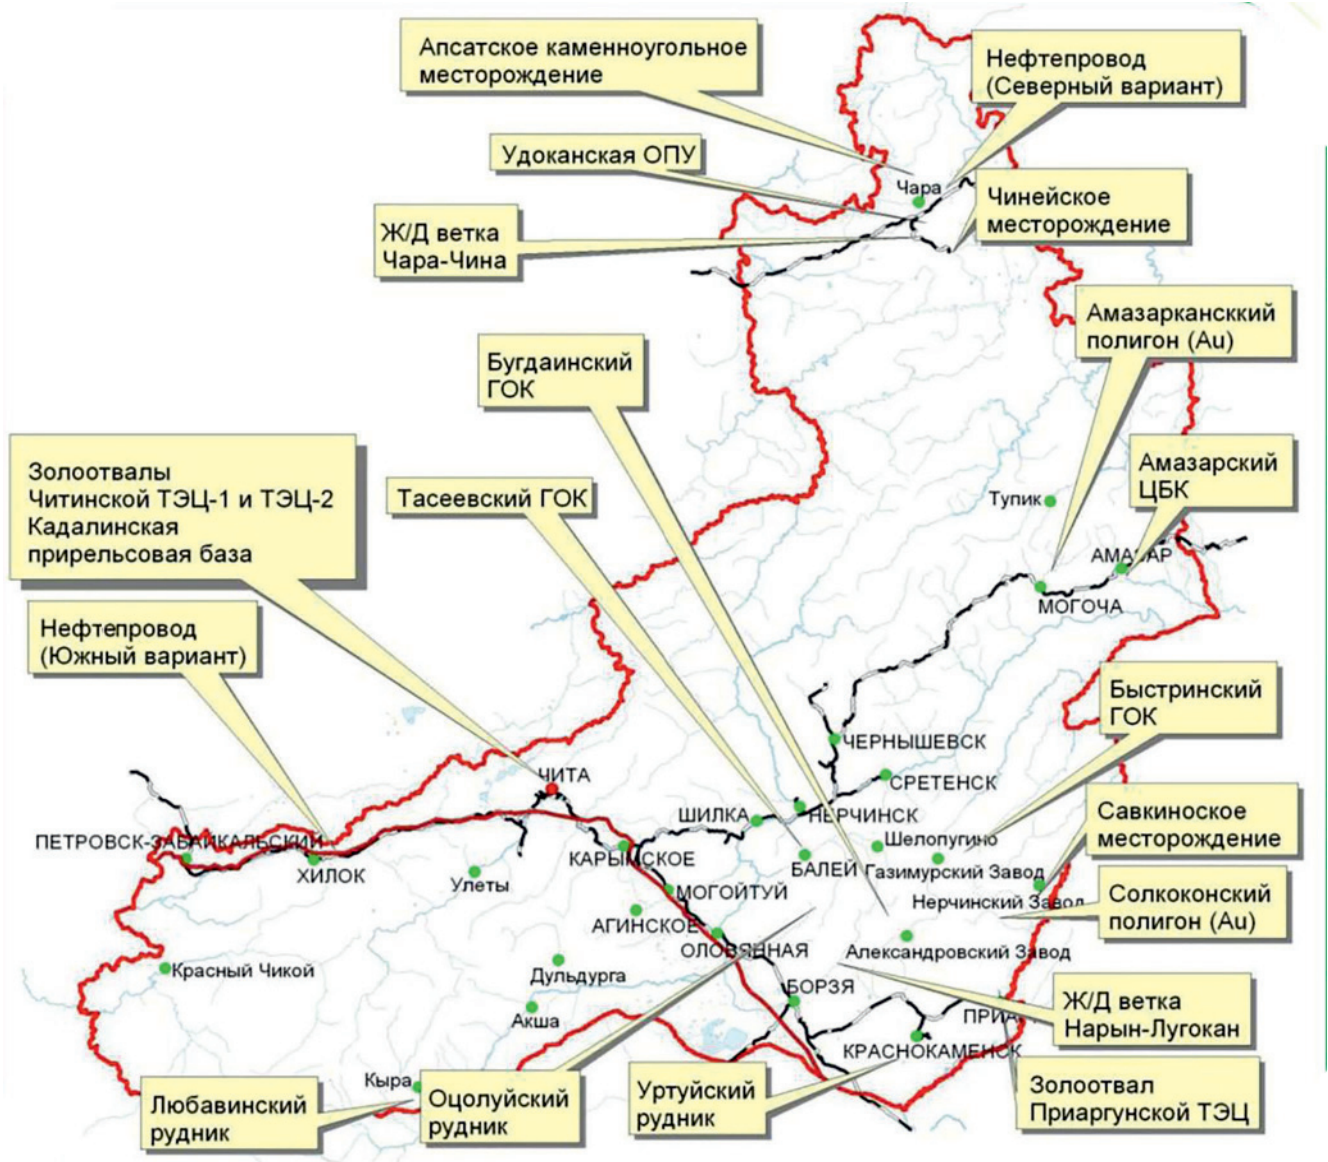 Апсатское каменноугольное
месторождение
Нефтепровод
(Северный вариант)
Удоканская ОПУ
Чара
Чинейское
месторождение
Ж/Д ветка
Чара-Чина
Амазаркансккий
полигон (Au)
Бугдаинский
ГОК
Золоотвалы
Читинской ТЭЦ-1 и ТЭЦ-2
Кадалинская
прирельсовая база
Тасеевский ГОК
Амазарский
ЦБК
Тупик
АМАЗАР
МОГОЧА
Нефтепровод
(Южный вариант)
Быстринский
ГОК
ЧЕРНЫШЕВСК
ЧИТА
СРЕТЕНСК
ШИЛКА
НЕРЧИНСК
Савкиноское
месторождение
ПЕТРОВСК-ЗАБАЙКАЛЬСКИЙ
Шелопугино
КАРЫМСКОЕ
БАЛЕЙ
Газимурский Завод
ХИЛОК
Улеты
МОГОЙТУЙ
Нерчинский Завод
Солкоконский
полигон (Au)
АГИНСКОЕ
ОЛОВЯННАЯ
Александровский Завод
Красный Чикой
Дульдурга
БОРЗЯ
Ж/Д ветка
Нарын-Лугокан
Акша
ПРИА
КРАСНОКАМЕНСК
Кыра
Любавинский
рудник
Оцолуйский
рудник
Уртуйский
рудник
Золоотвал
Приаргунской ТЭЦ